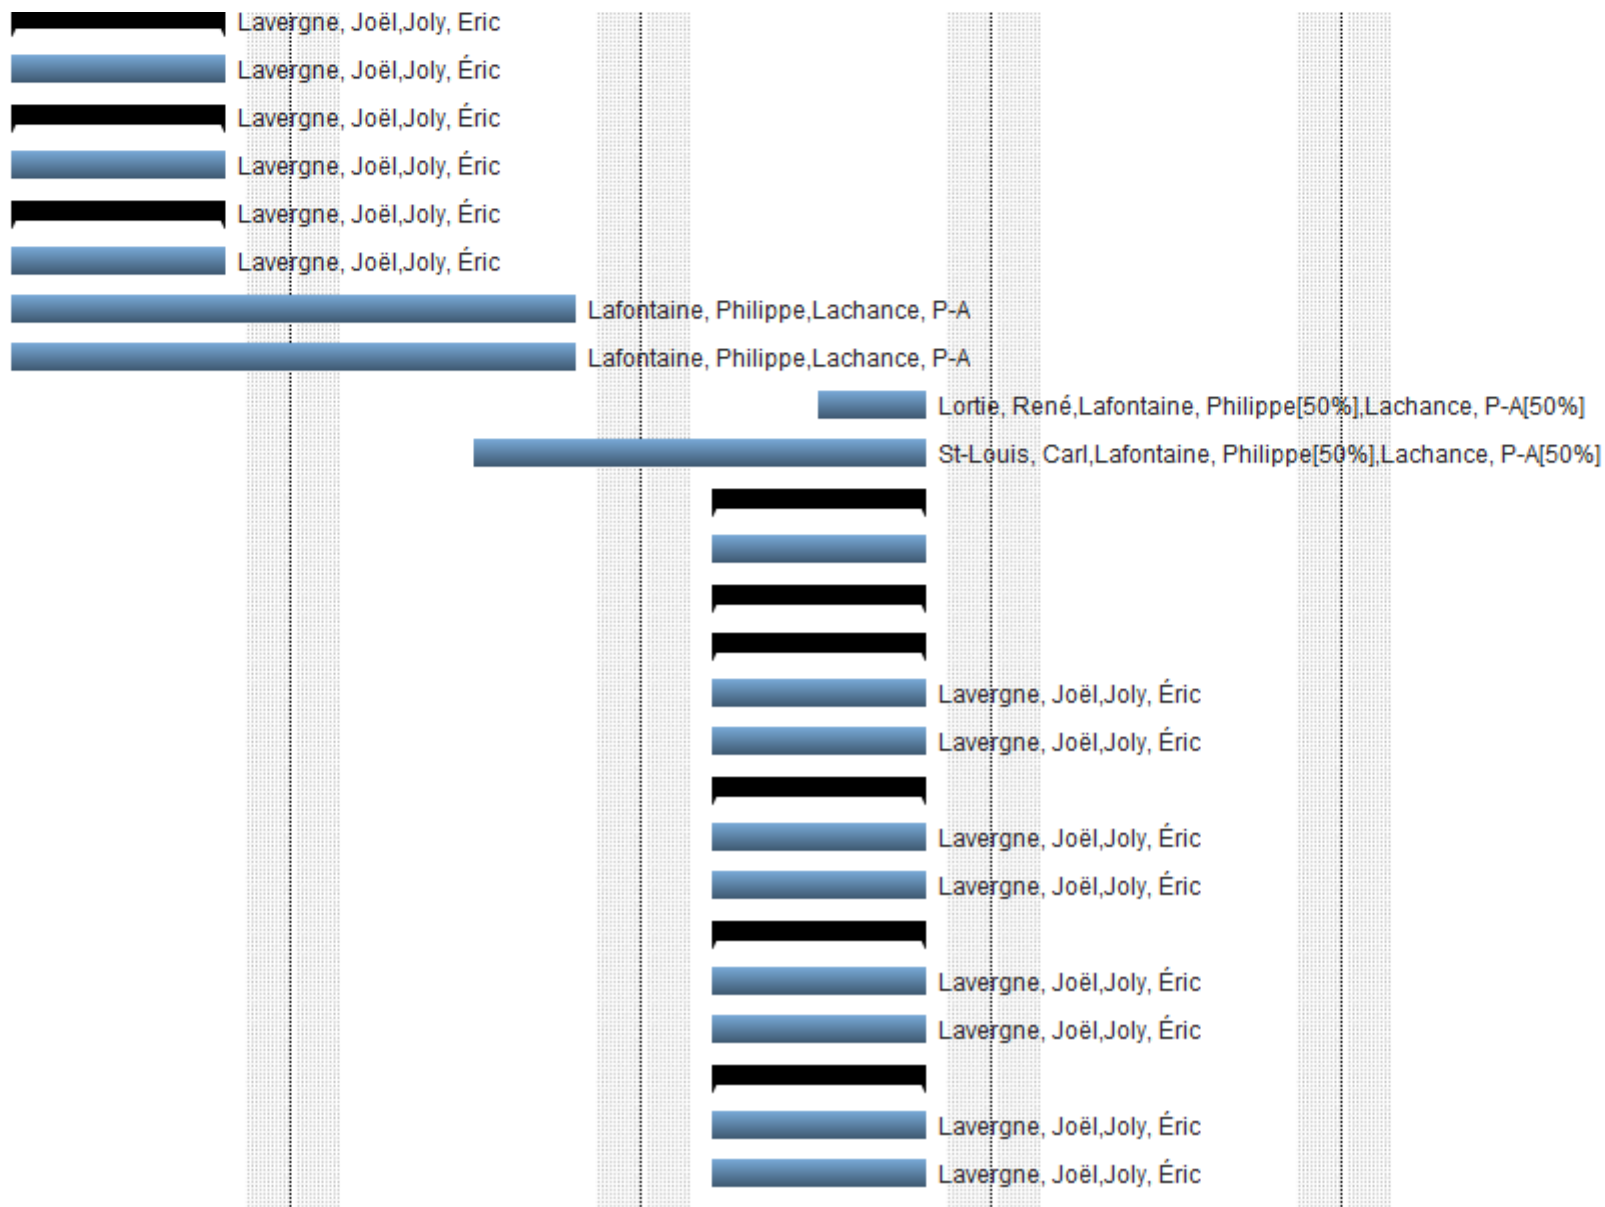 Lavergne, Joël,Joly, Éric
Lavergne, Joël,Joly, Éric
Lavergne, Joël,Joly, Éric
Lavergne, Joël,Joly, Éric
Lavergne, Joël,Joly, Éric
Lavergne, Joël,Joly, Éric
Lafontaine, Philippe,Lachance, P-A
Lafontaine, Philippe,Lachance, P-A
Lortie, René,Lafontaine, Philippe[50%],Lachance, P-A[50%]
St-Louis, Carl,Lafontaine, Philippe[50%],Lachance, P-A[50%]
Lavergne, Joël,Joly, Éric
Lavergne, Joël,Joly, Éric
Lavergne, Joël,Joly, Éric
Lavergne, Joël,Joly, Éric
Lavergne, Joël,Joly, Éric
Lavergne, Joël,Joly, Éric
Lavergne, Joël,Joly, Éric
Lavergne, Joël,Joly, Éric